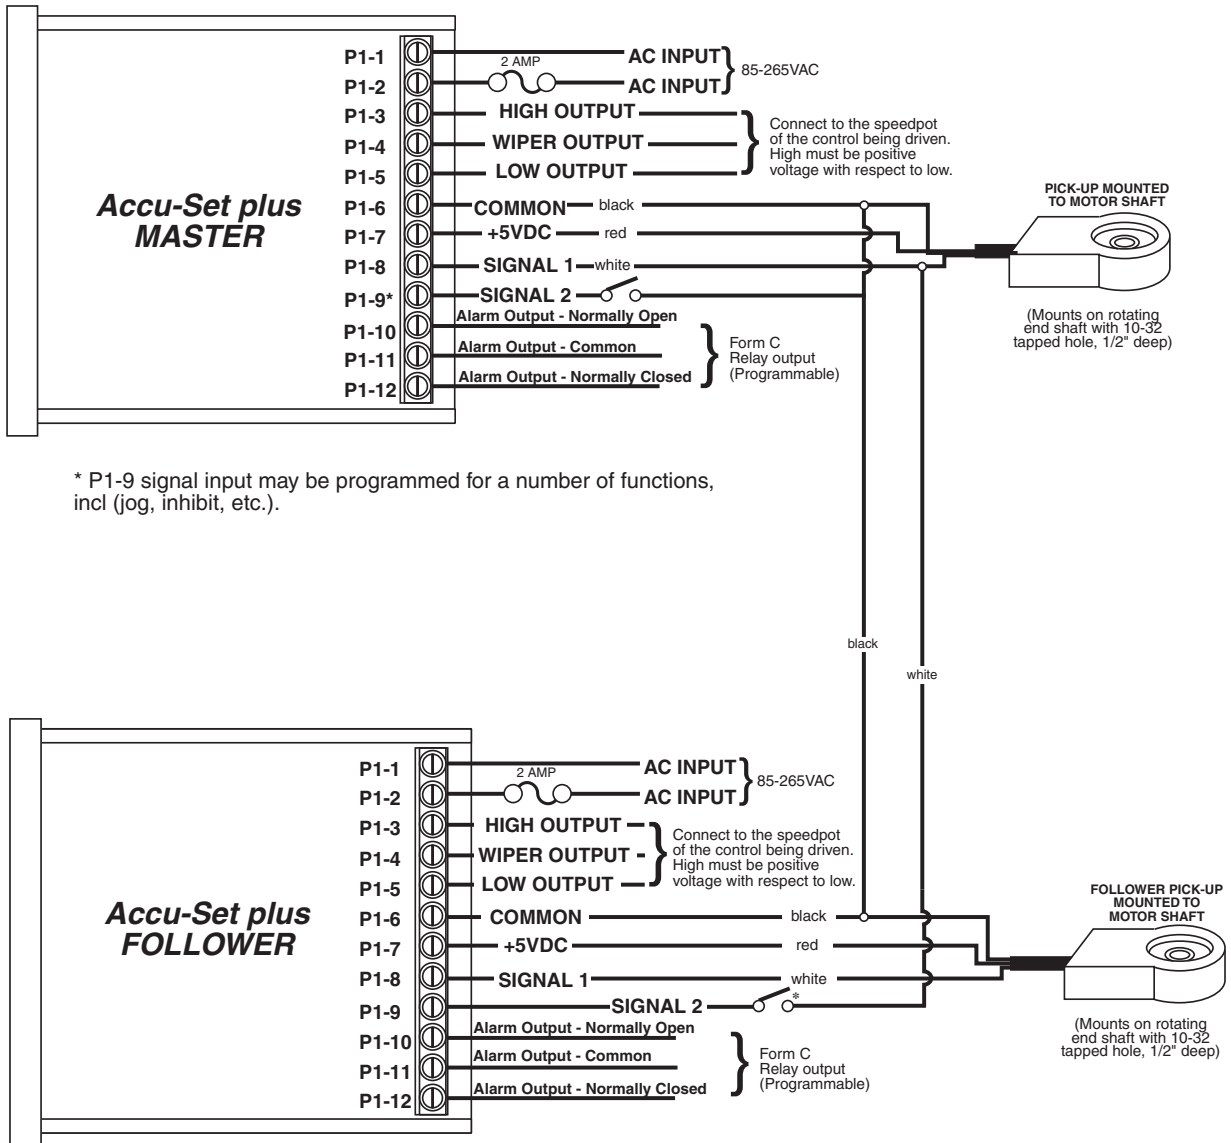 P1-1
AC INPUT
2 AMP
85-265VAC
P1-2
AC INPUT
P1-3
HIGH OUTPUT
P1-4
WIPER OUTPUT
P1-5
LOW OUTPUT
Connect to the speedpot
of the control being driven.
High must be positive
voltage with respect to low.
Accu-Set plus
MASTER
P1-6
COMMON
black
P1-7
+5VDC
red
P1-8
SIGNAL 1
white
P1-9*
SIGNAL 2
PICK-UP MOUNTED
TO MOTOR SHAFT
(Mounts on rotating
end shaft with 10-32
tapped hole, 1/2" deep)
P1-10
Alarm Output - Normally Open
P1-11
Alarm Output - Common
P1-12
Alarm Output - Normally Closed
Form C
Relay output
(Programmable)
* P1-9 signal input may be programmed for a number of functions,
incl (jog, inhibit, etc.).
black
white
P1-1
AC INPUT
2 AMP
85-265VAC
P1-2
AC INPUT
P1-3
HIGH OUTPUT
P1-4
WIPER OUTPUT
P1-5
LOW OUTPUT
Connect to the speedpot
of the control being driven.
High must be positive
voltage with respect to low.
Accu-Set plus
FOLLOWER
P1-6
COMMON
black
P1-7
+5VDC
red
P1-8
SIGNAL 1
white
P1-9
SIGNAL 2
*
FOLLOWER PICK-UP
MOUNTED TO
MOTOR SHAFT
(Mounts on rotating
end shaft with 10-32
tapped hole, 1/2" deep)
P1-10
Alarm Output - Normally Open
P1-11
Alarm Output - Common
P1-12
Alarm Output - Normally Closed
Form C
Relay output
(Programmable)